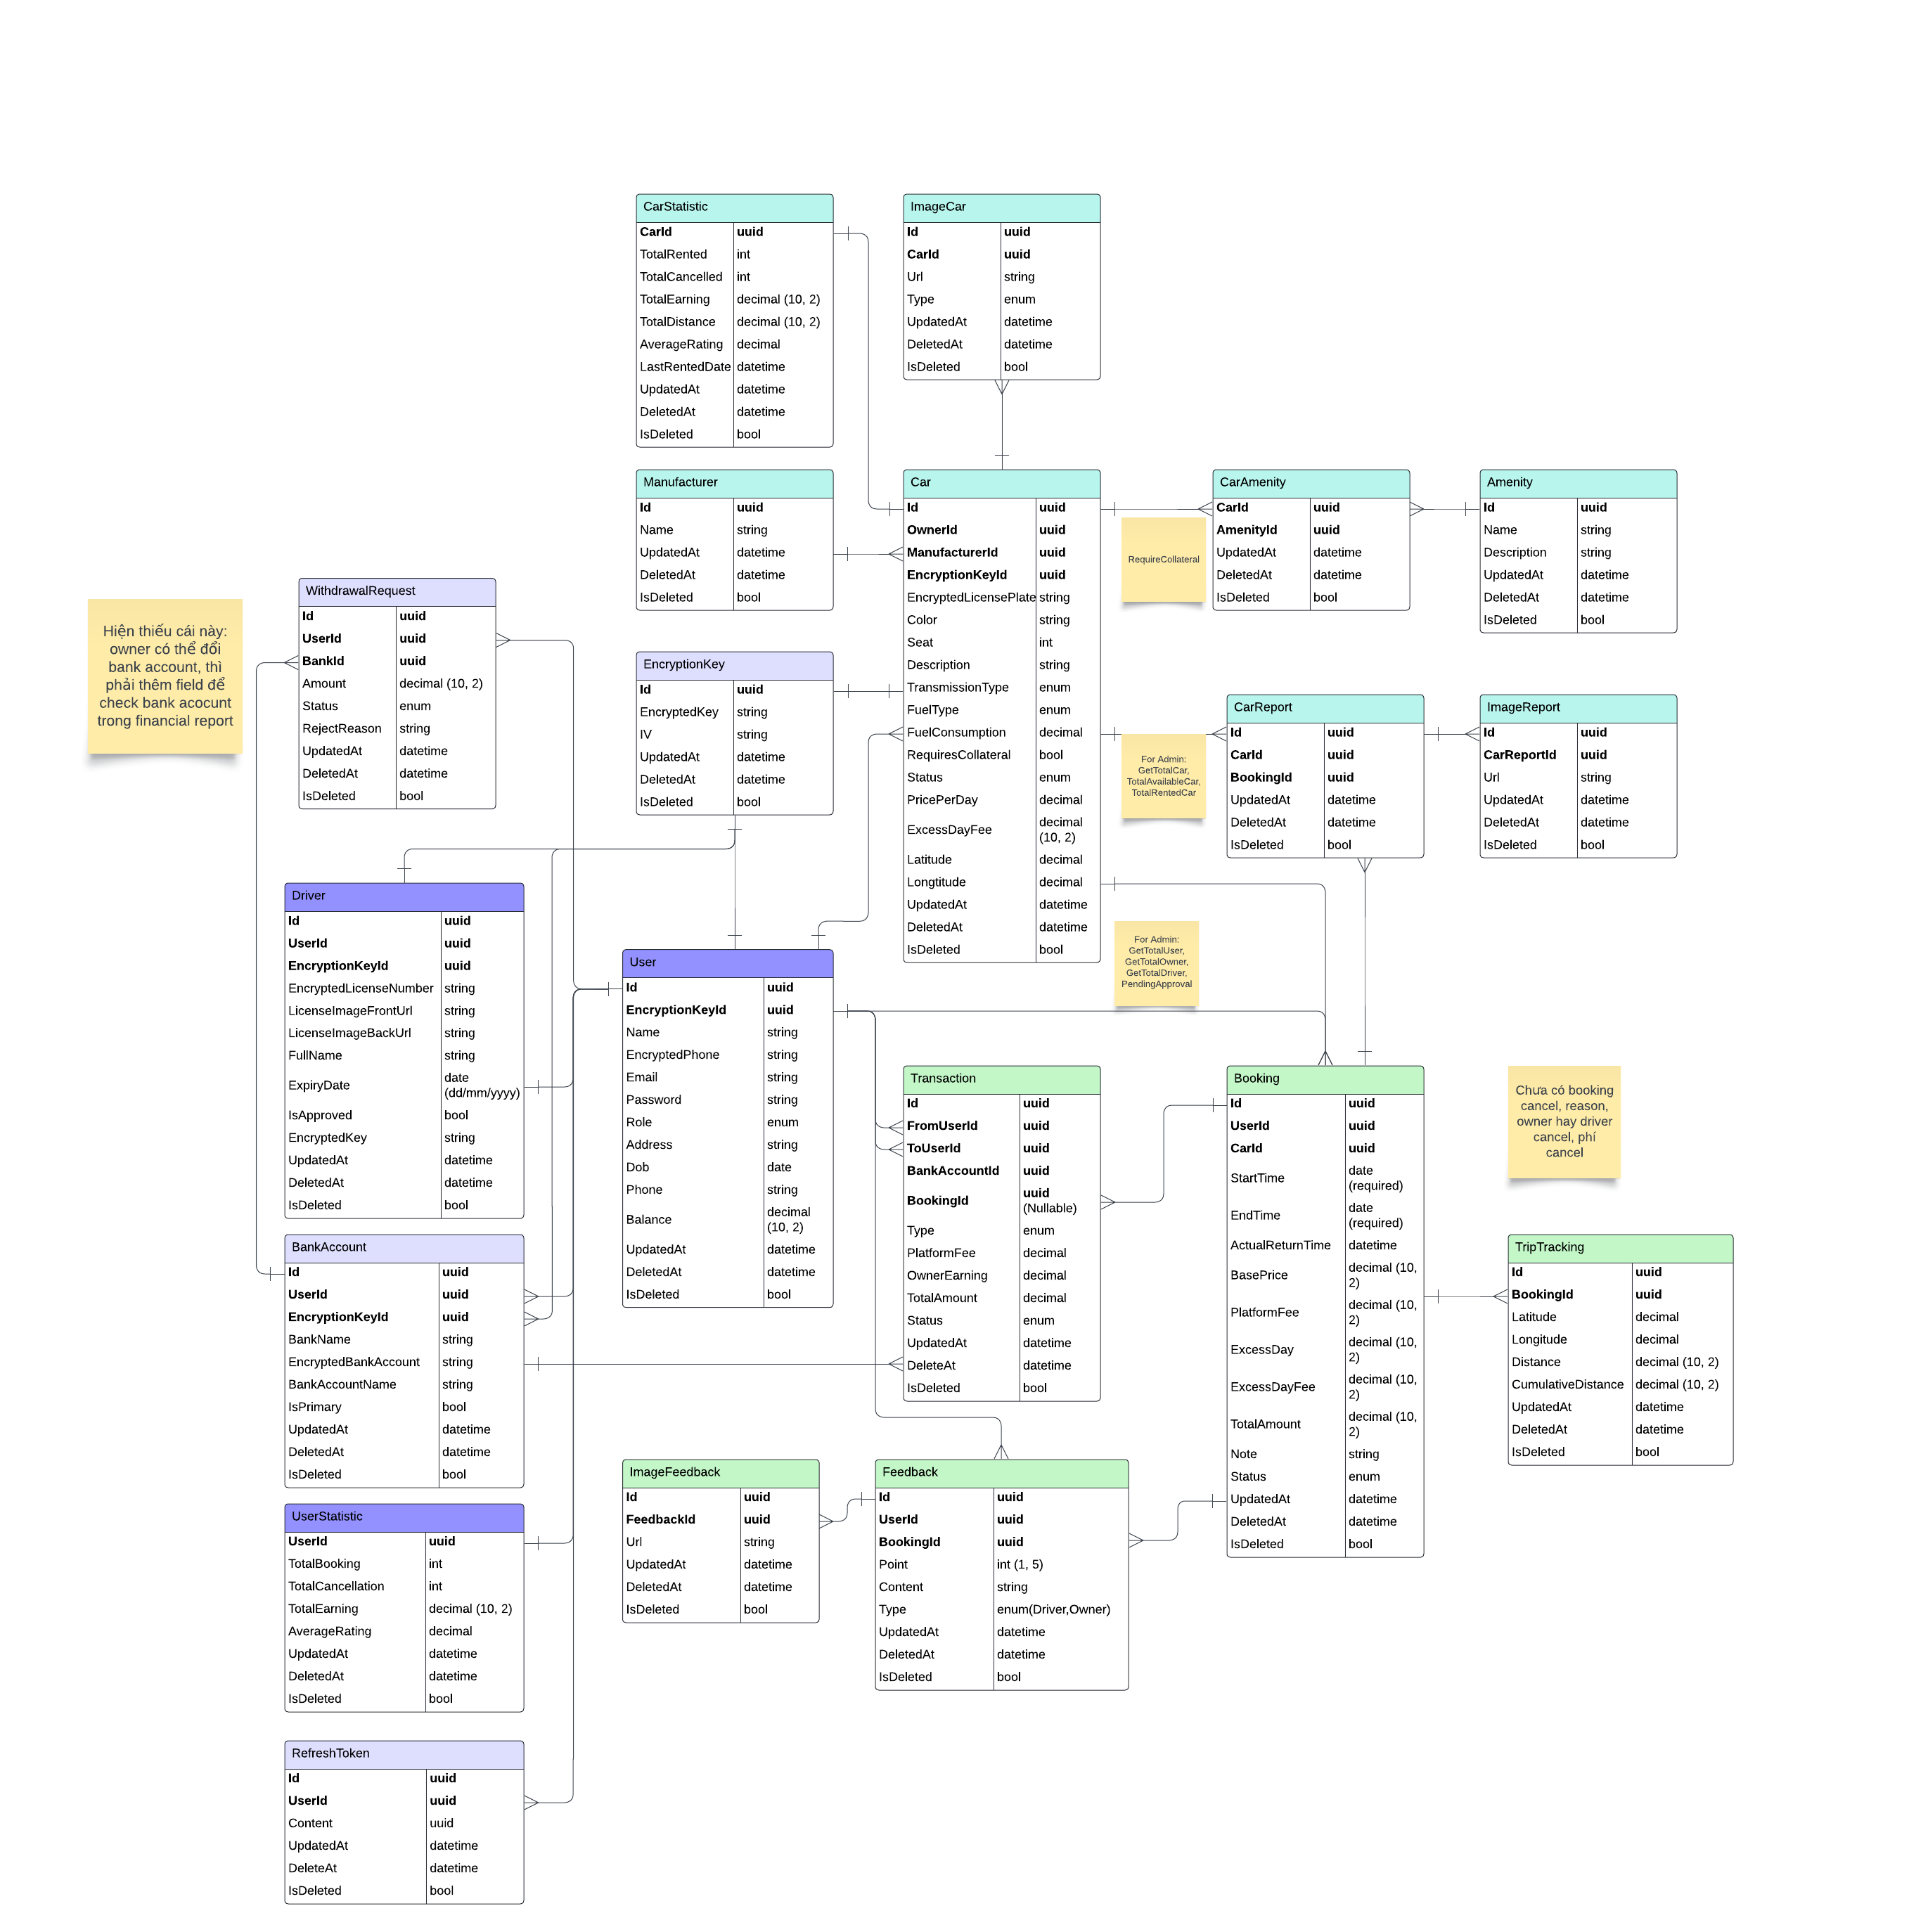 CarStatistic
CarId uuid
TotalRented int
TotalCancelled int
TotalEarning decimal (10, 2)
TotalDistance decimal (10, 2)
AverageRating decimal
LastRentedDate datetime
UpdatedAt datetime
DeletedAt datetime
IsDeleted bool
ImageCar
Id uuid
CarId uuid
Url string
Type enum
UpdatedAt datetime
DeletedAt datetime
IsDeleted bool
Manufacturer
Id uuid
Name string
UpdatedAt datetime
DeletedAt datetime
IsDeleted bool
Car
Id uuid
OwnerId uuid
ManufacturerId uuid
EncryptionKeyId uuid
EncryptedLicensePlate string
Color string
Seat int
Description string
TransmissionType enum
FuelType enum
FuelConsumption decimal
RequiresCollateral bool
Status enum
PricePerDay decimal
ExcessDayFee decimal
(10, 2)
Latitude decimal
Longtitude decimal
UpdatedAt datetime
DeletedAt datetime
IsDeleted bool
RequireCollateral
CarAmenity
CarId uuid
AmenityId uuid
UpdatedAt datetime
DeletedAt datetime
IsDeleted bool
Amenity
Id uuid
Name string
Description string
UpdatedAt datetime
DeletedAt datetime
IsDeleted bool
Hiện thiếu cái này:
owner có thể đổi
bank account, thì
phải thêm field để
check bank acocunt
trong financial report
WithdrawalRequest
Id uuid
UserId uuid
BankId uuid
Amount decimal (10, 2)
Status enum
RejectReason string
UpdatedAt datetime
DeletedAt datetime
IsDeleted bool
EncryptionKey
Id uuid
EncryptedKey string
IV string
UpdatedAt datetime
DeletedAt datetime
IsDeleted bool
For Admin:
GetTotalCar,
TotalAvailableCar,
TotalRentedCar
CarReport
Id uuid
CarId uuid
BookingId uuid
UpdatedAt datetime
DeletedAt datetime
IsDeleted bool
ImageReport
Id uuid
CarReportId uuid
Url string
UpdatedAt datetime
DeletedAt datetime
IsDeleted bool
Driver
Id uuid
UserId uuid
EncryptionKeyId uuid
EncryptedLicenseNumber string
LicenseImageFrontUrl string
LicenseImageBackUrl string
FullName string
ExpiryDate date
(dd/mm/yyyy)
IsApproved bool
EncryptedKey string
UpdatedAt datetime
DeletedAt datetime
IsDeleted bool
User
Id uuid
EncryptionKeyId uuid
Name string
EncryptedPhone string
Email string
Password string
Role enum
Address string
Dob date
Phone string
Balance decimal
(10, 2)
UpdatedAt datetime
DeletedAt datetime
IsDeleted bool
For Admin:
GetTotalUser,
GetTotalOwner,
GetTotalDriver,
PendingApproval
Transaction
Id uuid
FromUserId uuid
ToUserId uuid
BankAccountId uuid
BookingId uuid
(Nullable)
Type enum
PlatformFee decimal
OwnerEarning decimal
TotalAmount decimal
Status enum
UpdatedAt datetime
DeleteAt datetime
IsDeleted bool
Booking
Id uuid
UserId uuid
CarId uuid
StartTime date
(required)
EndTime date
(required)
ActualReturnTime datetime
BasePrice decimal (10,
2)
PlatformFee decimal (10,
2)
ExcessDay decimal (10,
2)
ExcessDayFee decimal (10,
2)
TotalAmount decimal (10,
2)
Note string
Status enum
UpdatedAt datetime
DeletedAt datetime
IsDeleted bool
Chưa có booking
cancel, reason,
owner hay driver
cancel, phí
cancel
TripTracking
Id uuid
BookingId uuid
Latitude decimal
Longitude decimal
Distance decimal (10, 2)
CumulativeDistance decimal (10, 2)
UpdatedAt datetime
DeletedAt datetime
IsDeleted bool
BankAccount
Id uuid
UserId uuid
EncryptionKeyId uuid
BankName string
EncryptedBankAccount string
BankAccountName string
IsPrimary bool
UpdatedAt datetime
DeletedAt datetime
IsDeleted bool
ImageFeedback
Id uuid
FeedbackId uuid
Url string
UpdatedAt datetime
DeletedAt datetime
IsDeleted bool
Feedback
Id uuid
UserId uuid
BookingId uuid
Point int (1, 5)
Content string
Type enum(Driver,Owner)
UpdatedAt datetime
DeletedAt datetime
IsDeleted bool
UserStatistic
UserId uuid
TotalBooking int
TotalCancellation int
TotalEarning decimal (10, 2)
AverageRating decimal
UpdatedAt datetime
DeletedAt datetime
IsDeleted bool
RefreshToken
Id uuid
UserId uuid
Content uuid
UpdatedAt datetime
DeleteAt datetime
IsDeleted bool